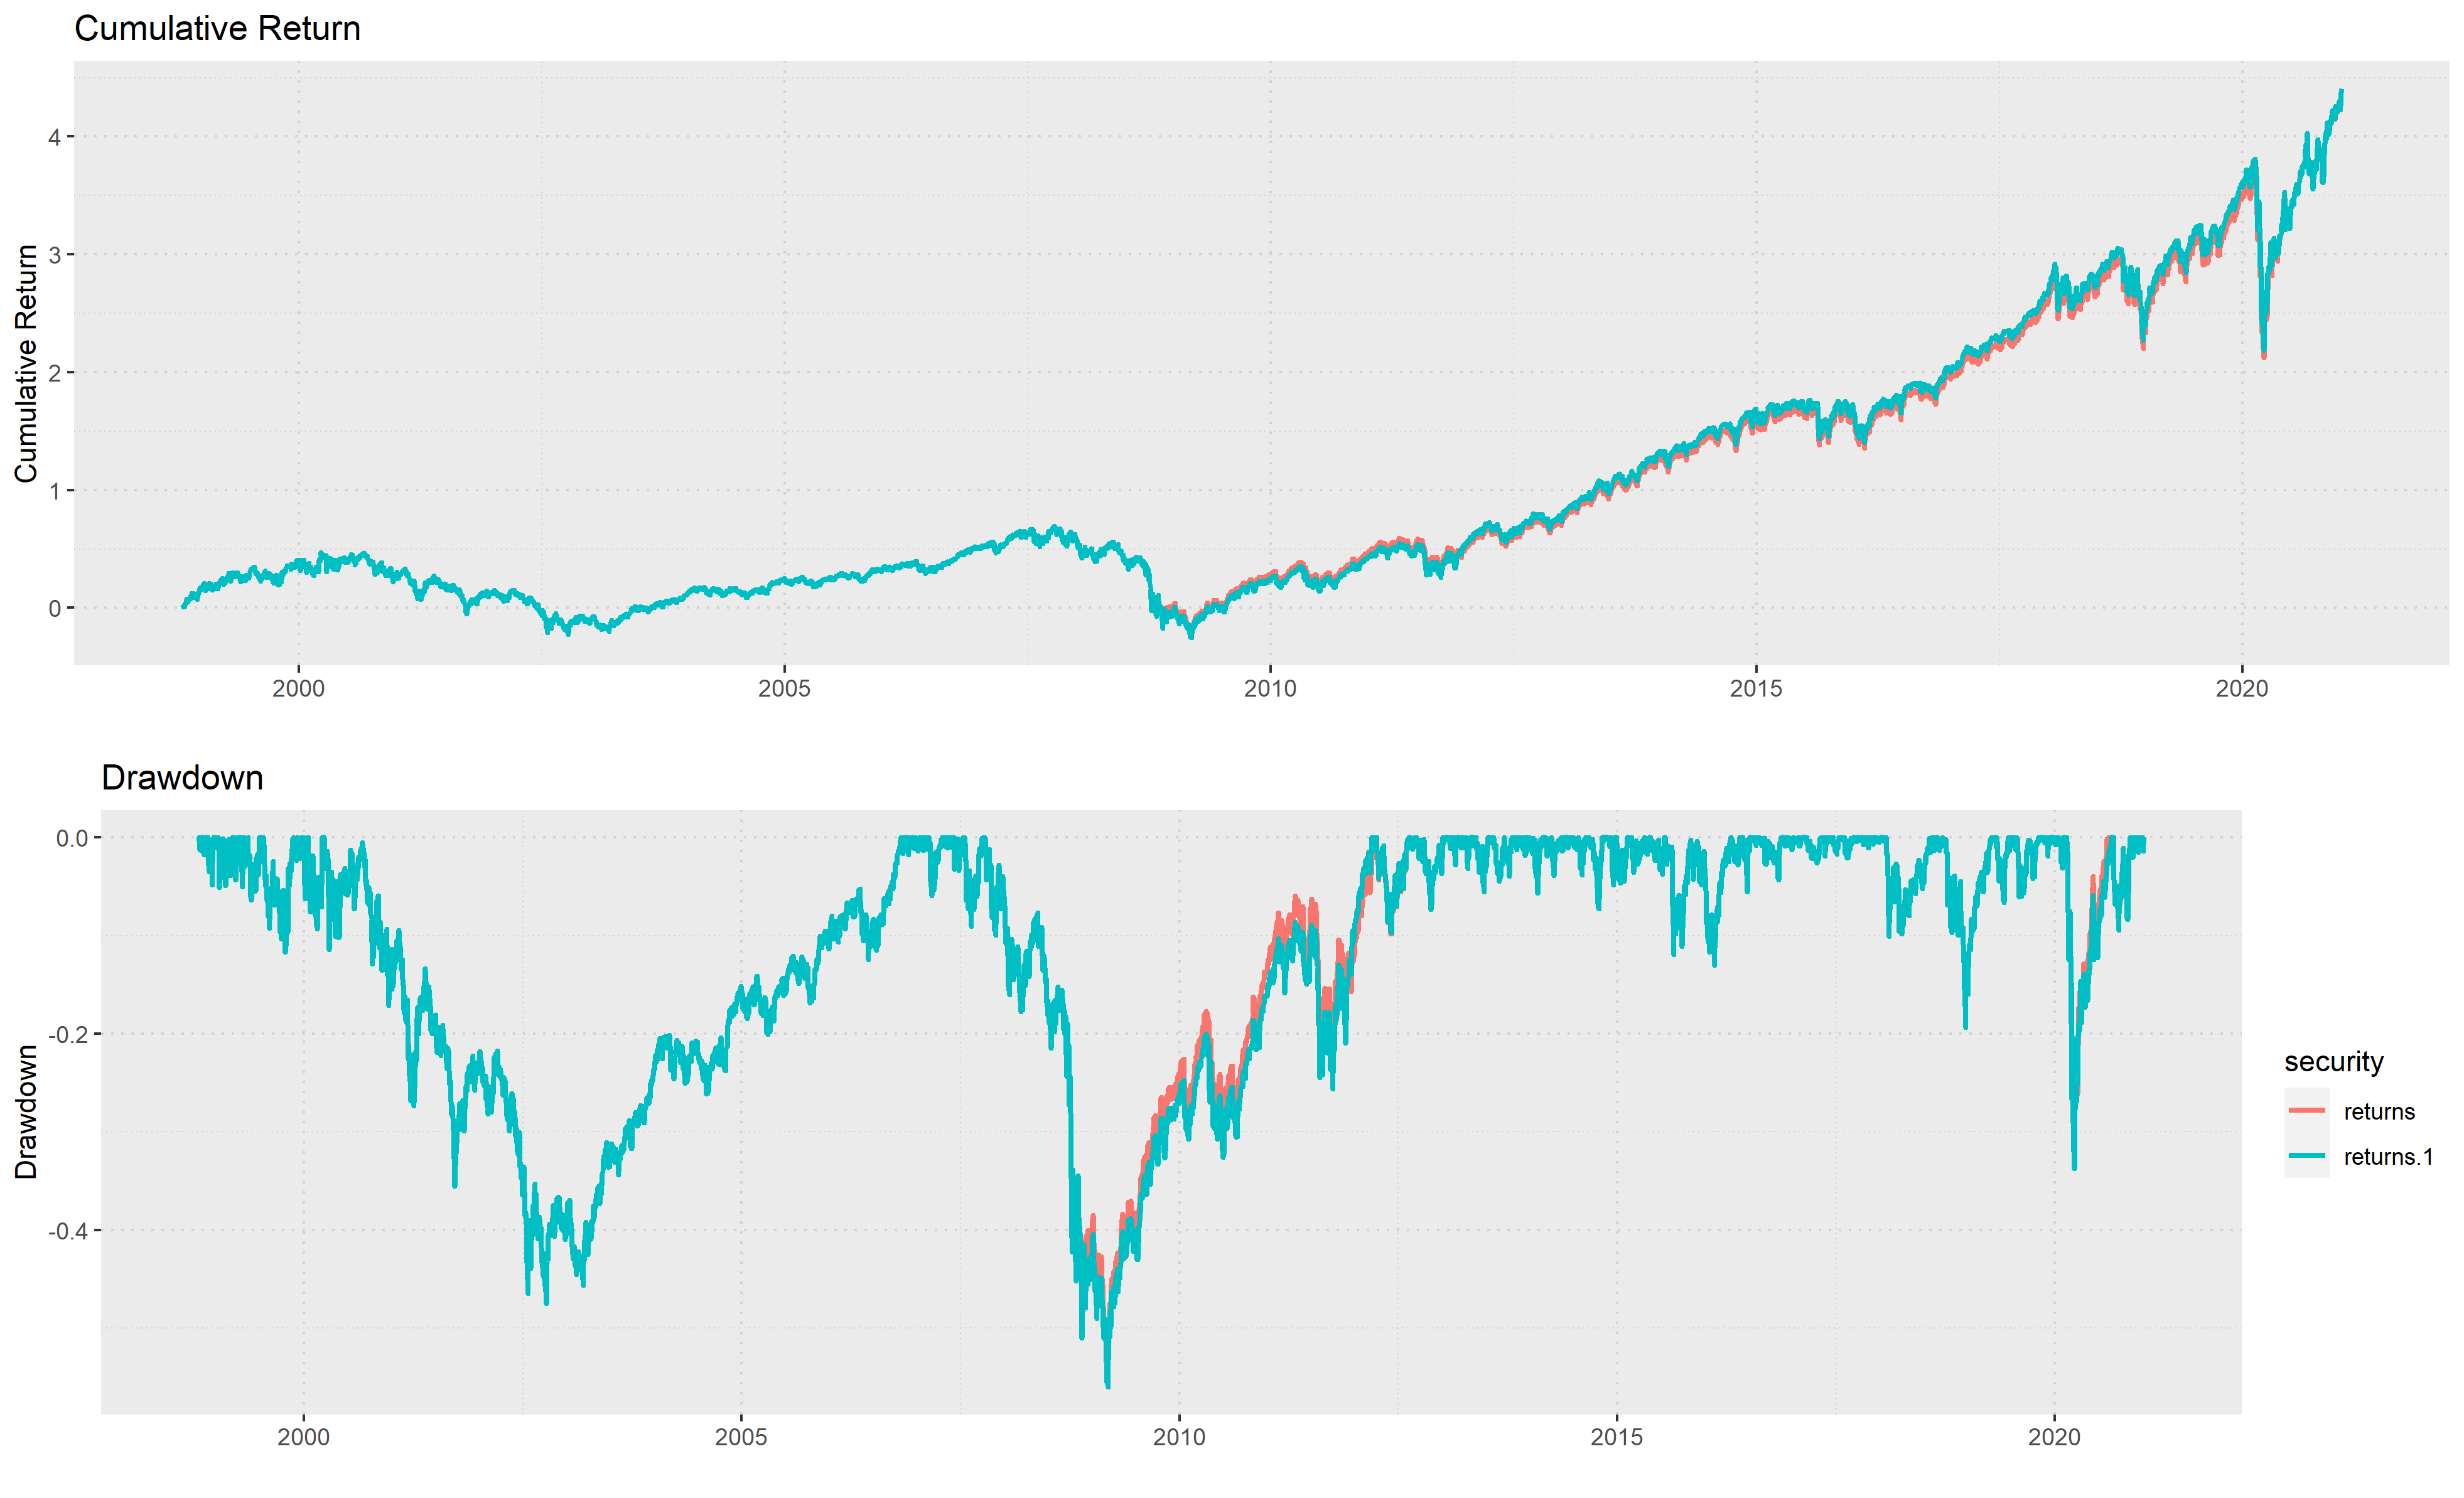 Cumulative Return
Cumulative Return
4
3
2
1
0
2000 2005 2010 2015 2020
Drawdown
Drawdown
0.0
-0.2
-0.4
2000 2005 2010 2015 2020
security
returns
returns.1